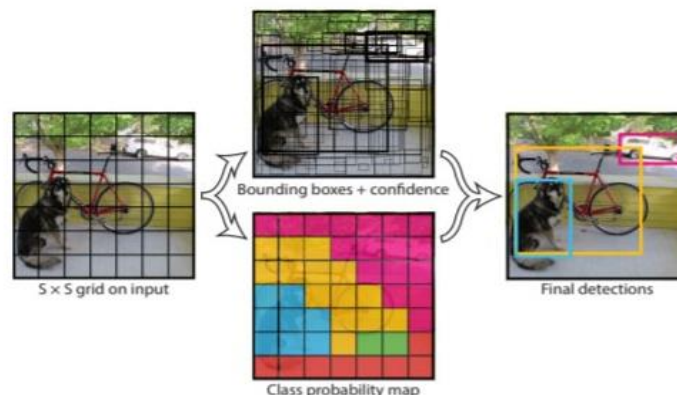 Bounding boxes + confidence
S × S grid on input
Final detections
Class probability map